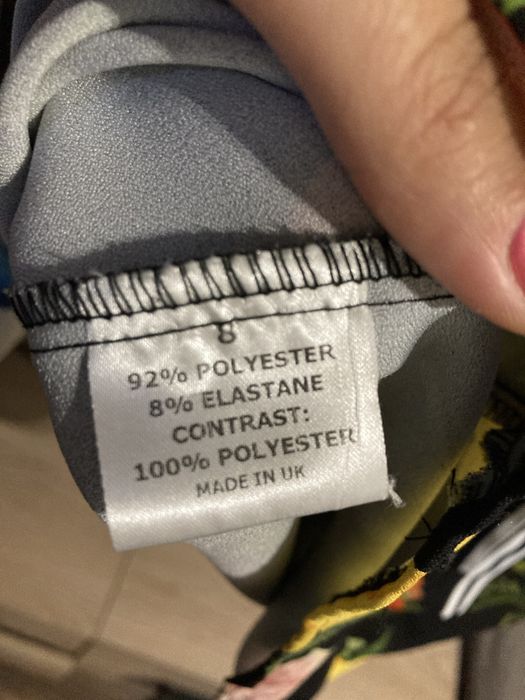 8
92% POLYESTER
8% ELASTANE
CONTRAST:
100% POLYESTER
MADE IN UK